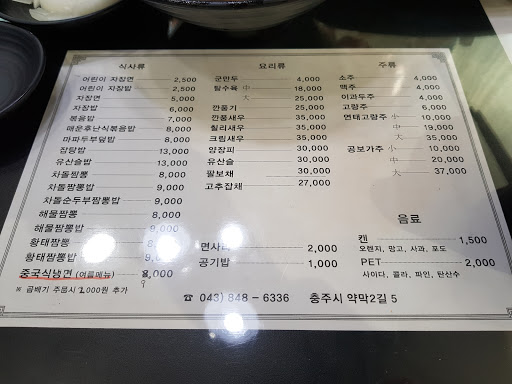 식사류
어린이 자장면 2,500
어린이 자장밥 2,500
자장면 5,000
자장밥 6,000
볶음밥 7,000
매운후난식볶음밥 8,000
마파두부덮밥 8,000
잡탕밥 13,000
유산슬밥 13,000
차돌짬뽕 8,000
차돌짬뽕밥 9,000
차돌순두부짬뽕밥 9,000
해물짬뽕 8,000
해물짬뽕밥 9,000
황태짬뽕
황태짬뽕밥 9,000
중국식냉면 (여름메뉴) 9,000
※ 곱배기 주문시 2,000원 추가
요리류
군만두 4,000
탕수육 中 18,000
大 25,000
깐풍기 25,000
깐풍새우 35,000
칠리새우 35,000
크림새우 35,000
양장피 30,000
유산슬 30,000
팔보채 30,000
고추잡채 27,000
면사리 2,000
공기밥 1,000
주류
소주 4,000
맥주 4,000
이과두주 4,000
고량주
연태고량주 小 10,000
中 19,000
大 35,000
공보가주 小 10,000
中 20,000
大 37,000
음료
캔 1,500
오렌지, 망고, 사과, 포도
PET 2,000
사이다, 콜라, 파인, 탄산수
☎ 043) 848 – 6336 충주시 약막2길 5